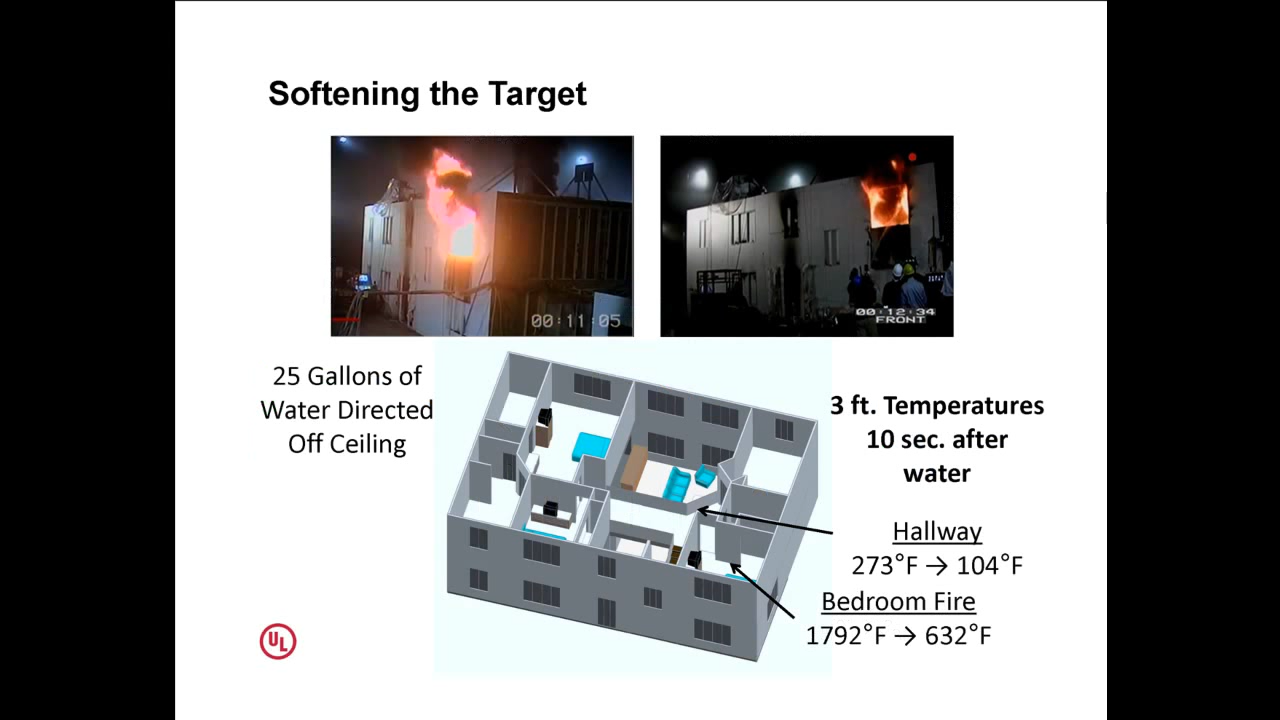 Softening the Target
00:11:05
00:12:34
FRONT
25 Gallons of
Water Directed
Off Ceiling
3 ft. Temperatures
10 sec. after
water
Hallway
273°F → 104°F
Bedroom Fire
1792°F → 632°F
UL